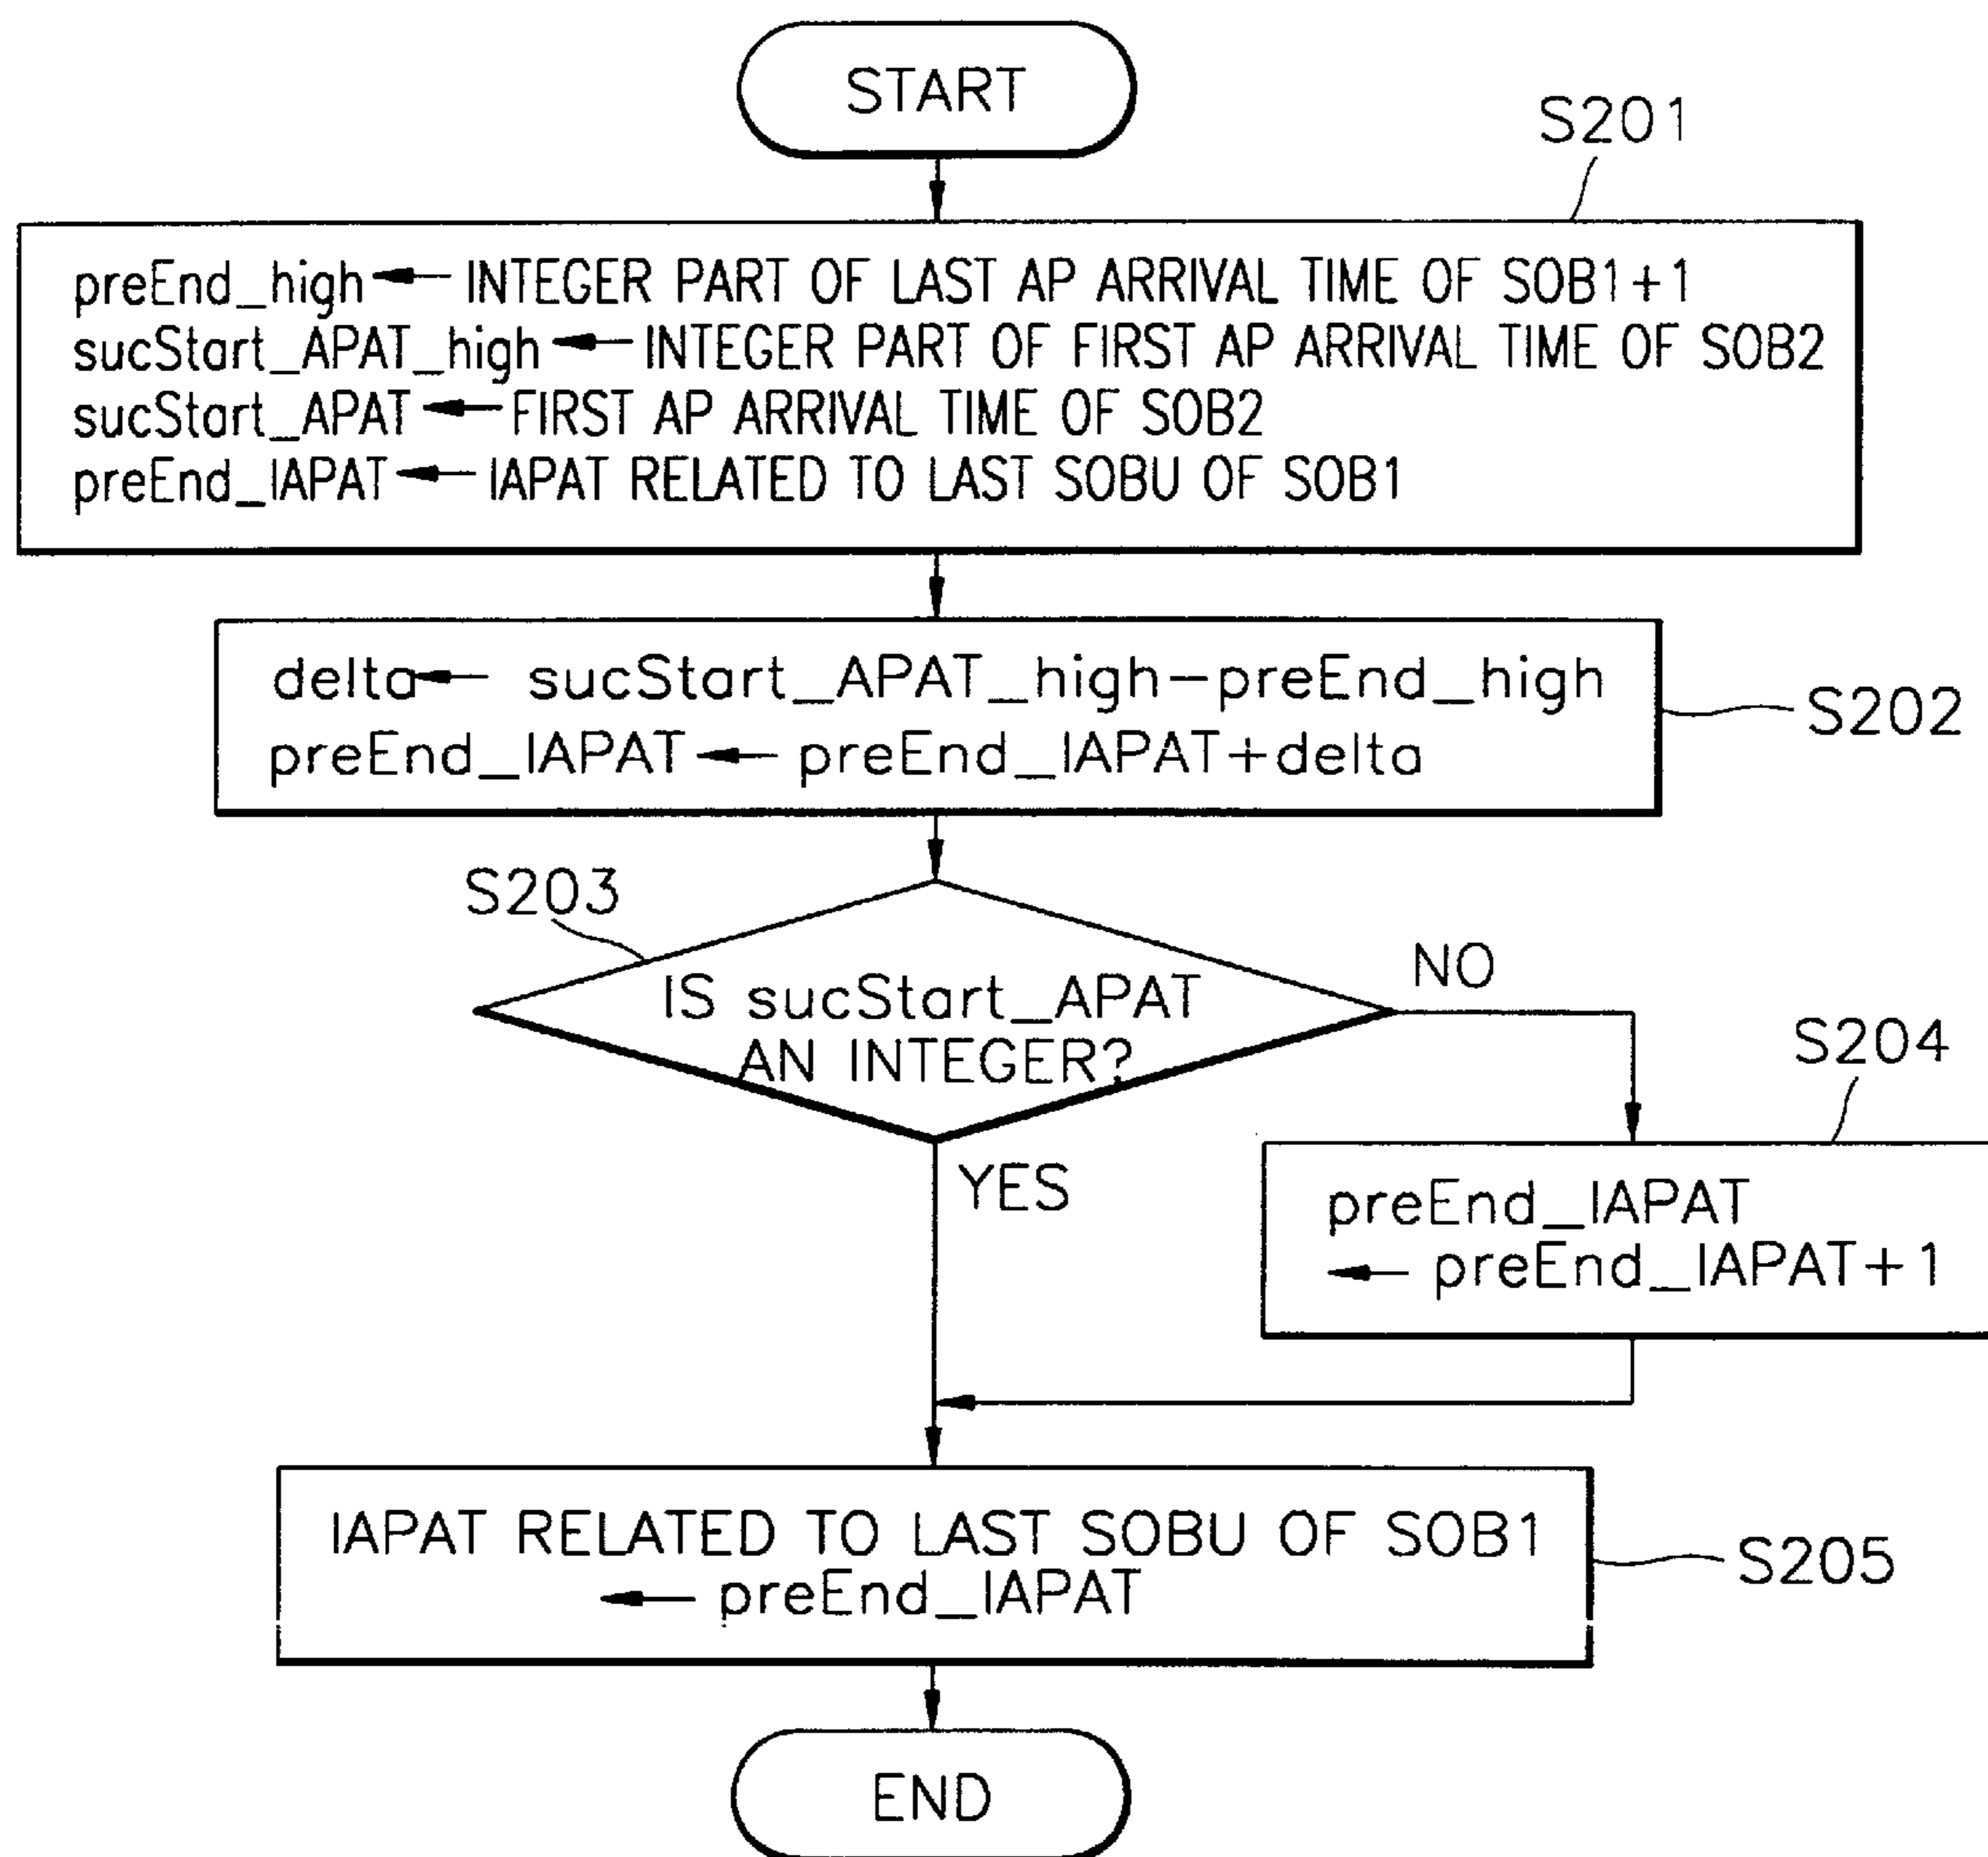 START
S201
preEnd_high ← INTEGER PART OF LAST AP ARRIVAL TIME OF SOB1+1
sucStart_APAT_high ← INTEGER PART OF FIRST AP ARRIVAL TIME OF SOB2
sucStart_APAT ← FIRST AP ARRIVAL TIME OF SOB2
preEnd_IAPAT ← IAPAT RELATED TO LAST SOBU OF SOB1
delta ← sucStart_APAT_high-preEnd_high
preEnd_IAPAT ← preEnd_IAPAT+delta
S202
S203
IS sucStart_APAT
AN INTEGER?
NO
YES
S204
preEnd_IAPAT
← preEnd_IAPAT+1
IAPAT RELATED TO LAST SOBU OF SOB1
← preEnd_IAPAT
S205
END